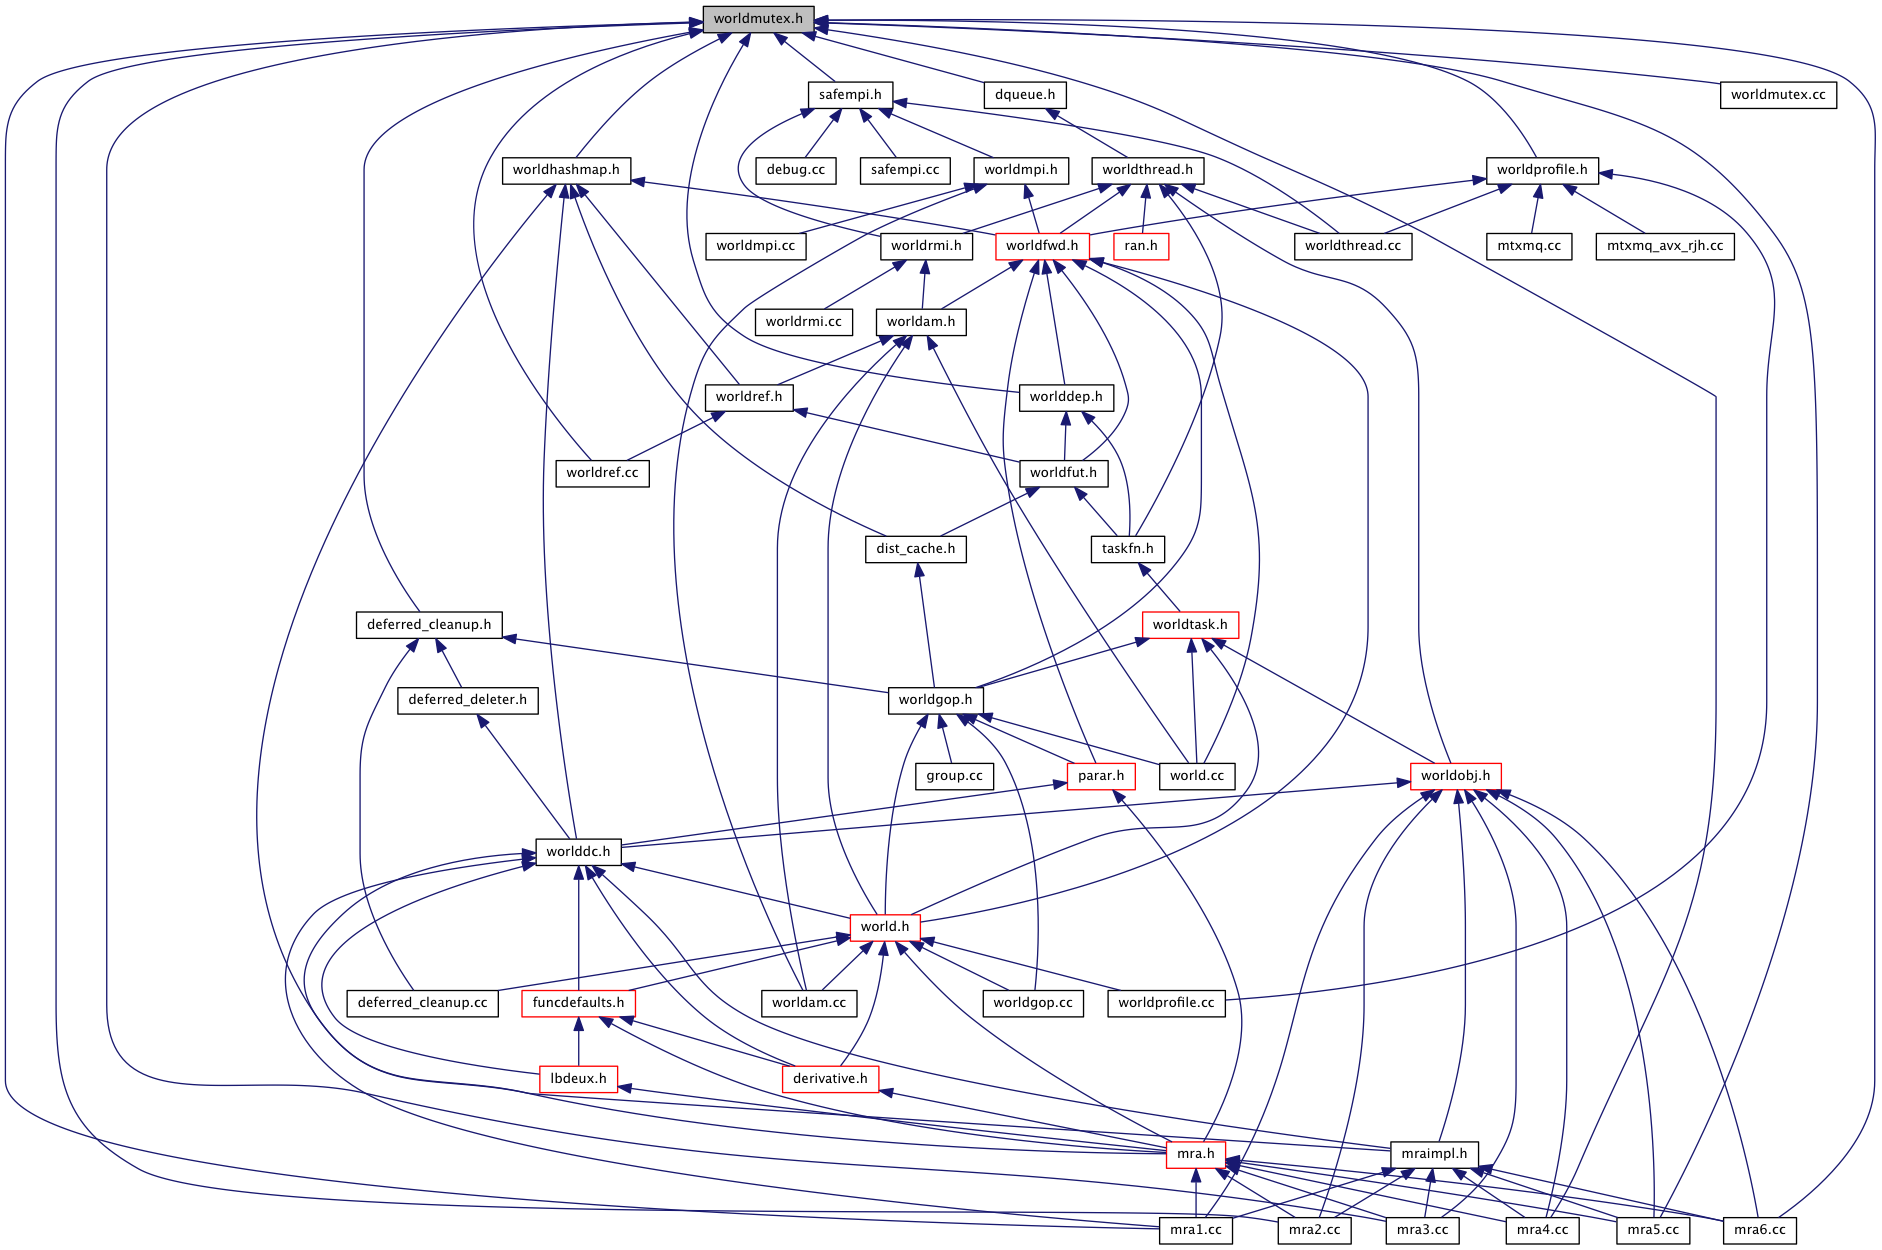 worldmutex.h
safempi.h
dqueue.h
worldmutex.cc
worldhashmap.h
debug.cc
safempi.cc
worldmpi.h
worldthread.h
worldprofile.h
worldmpi.cc
worldrmi.h
worldfwd.h
ran.h
worldthread.cc
mtxmq.cc
mtxmq_avx_rjh.cc
worldrmi.cc
worldam.h
worldref.h
worlddep.h
worldref.cc
worldfut.h
dist_cache.h
taskfn.h
deferred_cleanup.h
worldtask.h
deferred_deleter.h
worldgop.h
group.cc
parar.h
world.cc
worldobj.h
worlddc.h
world.h
deferred_cleanup.cc
funcdefaults.h
worldam.cc
worldgop.cc
worldprofile.cc
lbdeux.h
derivative.h
mra.h
mraimpl.h
mra1.cc
mra2.cc
mra3.cc
mra4.cc
mra5.cc
mra6.cc